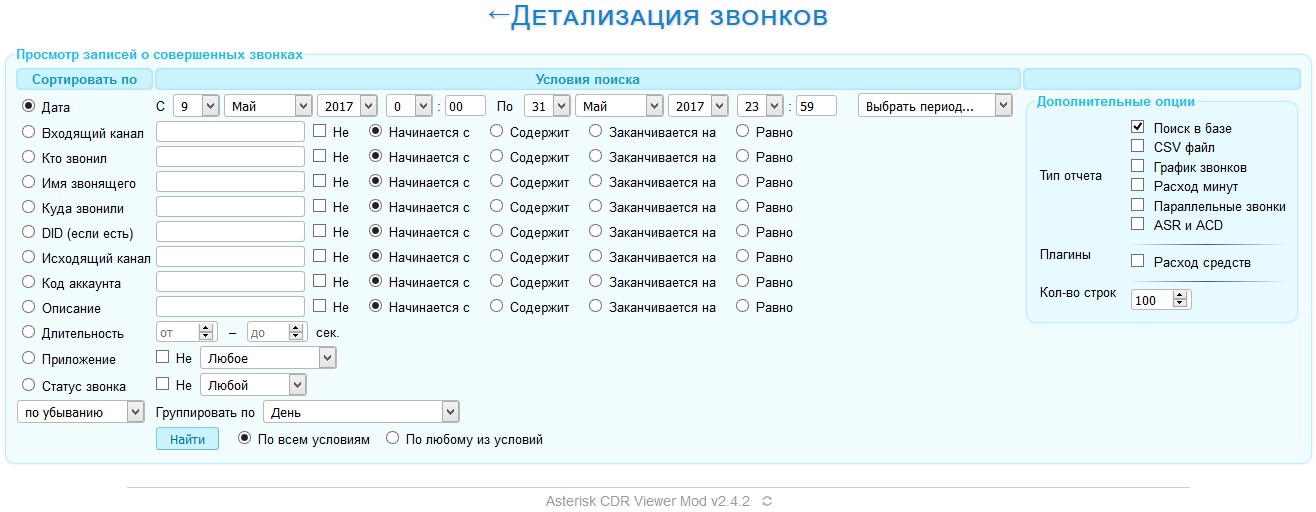 ←Детализация звонков
Просмотр записей о совершенных звонках
Сортировать по Условия поиска
Дата С 9 Май 2017 0 : 00 По 31 Май 2017 23 : 59 Выбрать период...
Входящий канал Не Начинается с Содержит Заканчивается на Равно
Кто звонил Не Начинается с Содержит Заканчивается на Равно
Имя звонящего Не Начинается с Содержит Заканчивается на Равно
Куда звонили Не Начинается с Содержит Заканчивается на Равно
DID (если есть) Не Начинается с Содержит Заканчивается на Равно
Исходящий канал Не Начинается с Содержит Заканчивается на Равно
Код аккаунта Не Начинается с Содержит Заканчивается на Равно
Описание Не Начинается с Содержит Заканчивается на Равно
Длительность от – до сек.
Приложение Не Любое
Статус звонка Не Любой
по убыванию Группировать по День
Найти По всем условиям По любому из условий
Дополнительные опции
Тип отчета
Поиск в базе
CSV файл
График звонков
Расход минут
Параллельные звонки
ASR и ACD
Плагины Расход средств
Кол-во строк 100
Asterisk CDR Viewer Mod v2.4.2